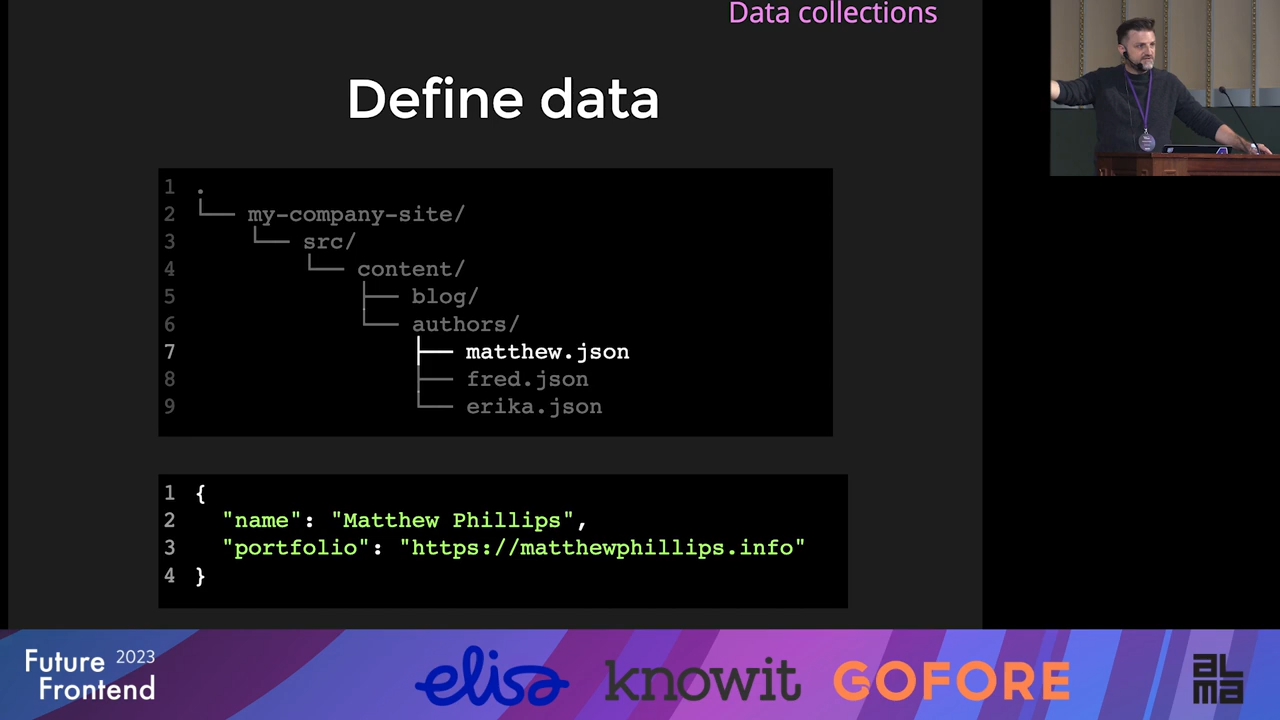 Data collections
Define data
1 .
2 └── my-company-site/
3     └── src/
4         └── content/
5             ├── blog/
6             └── authors/
7                 ├── matthew.json
8                 ├── fred.json
9                 └── erika.json
1 {
2   "name": "Matthew Phillips",
3   "portfolio": "https://matthewphillips.info"
4 }
Future 2023
Frontend
elisa
knowit
GOFORE
ALMA